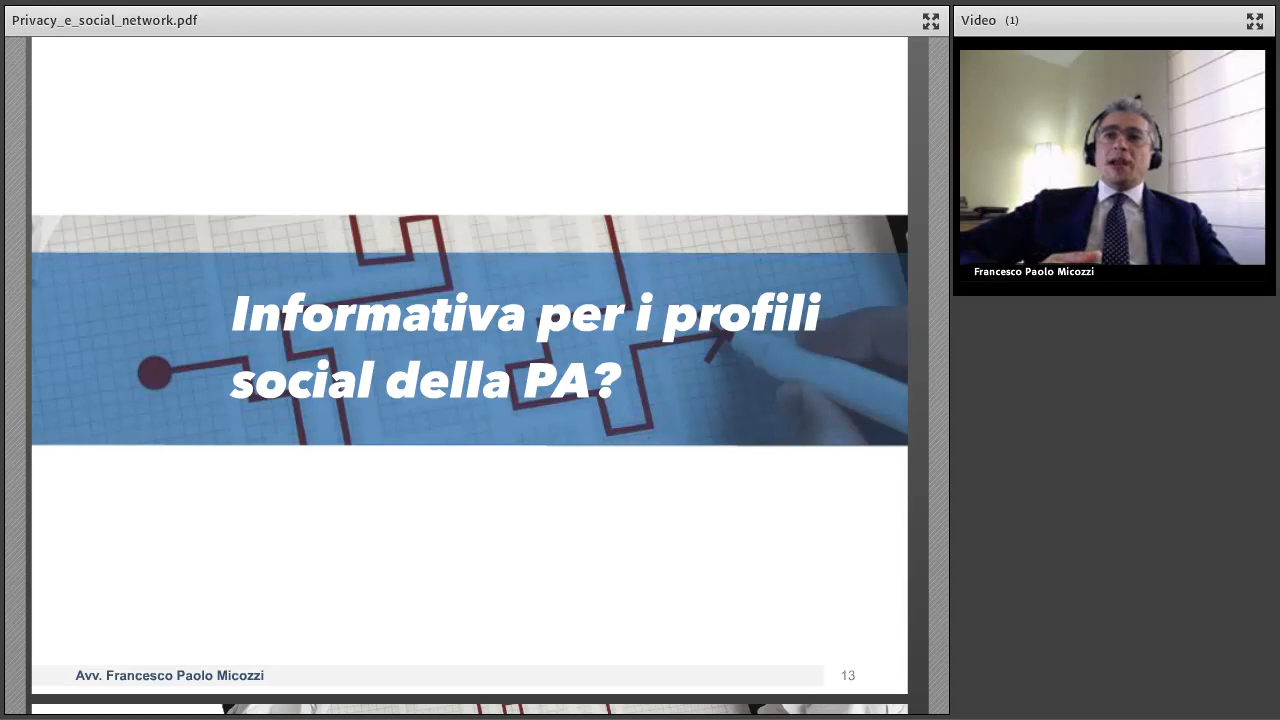 Privacy_e_social_network.pdf
Video (1)
Francesco Paolo Micozzi
Informativa per i profili
social della PA?
Avv. Francesco Paolo Micozzi
13